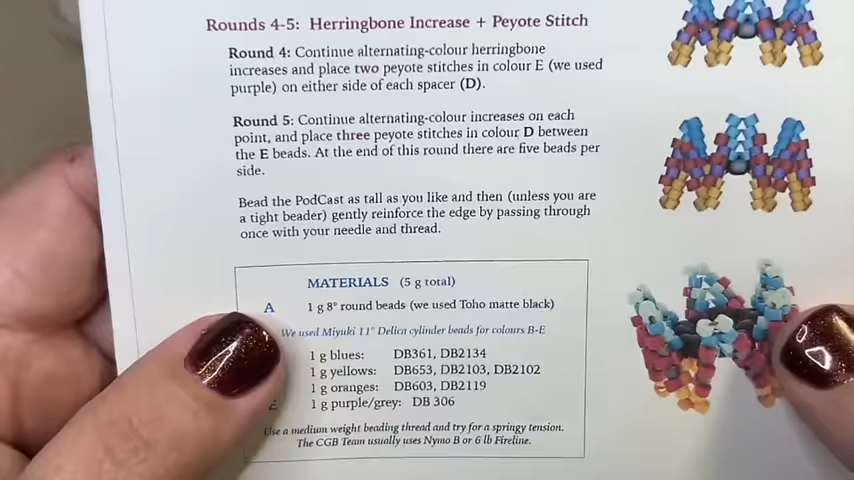 Rounds 4-5: Herringbone Increase + Peyote Stitch
Round 4: Continue alternating-colour herringbone
increases and place two peyote stitches in colour E (we used
purple) on either side of each spacer (D).
Round 5: Continue alternating-colour increases on each
point, and place three peyote stitches in colour D between
the E beads. At the end of this round there are five beads per
side.
Bead the PodCast as tall as you like and then (unless you are
a tight beader) gently reinforce the edge by passing through
once with your needle and thread.
MATERIALS (5 g total)
A 1 g 8° round beads (we used Toho matte black)
We used Miyuki 11° Delica cylinder beads for colours B-E
1 g blues: DB361, DB2134
1 g yellows: DB653, DB2103, DB2102
1 g oranges: DB603, DB2119
1 g purple/grey: DB 306
Use a medium weight beading thread and try for a springy tension.
The CGB Team usually uses Nymo B or 6 lb Fireline.